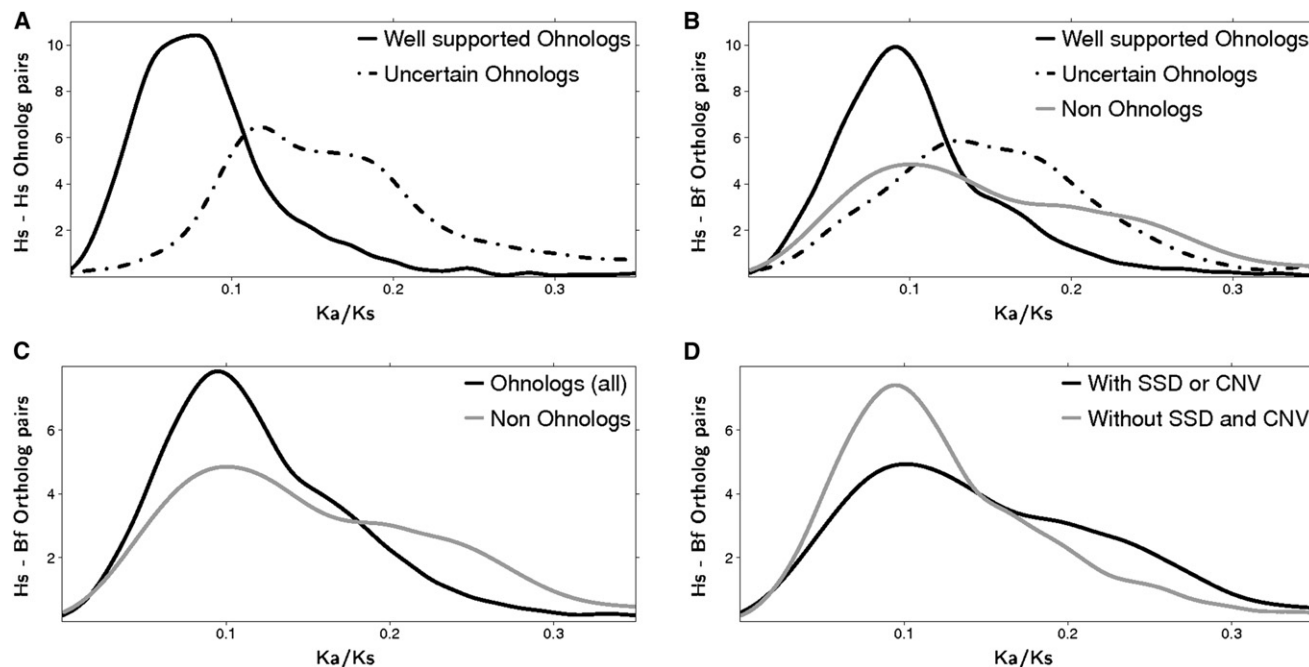 A
Well supported Ohnologs
Uncertain Ohnologs
Hs - Hs Ohnolog pairs
10
8
6
4
2
0.1
0.2
0.3
Ka/Ks
B
Well supported Ohnologs
Uncertain Ohnologs
Non Ohnologs
Hs - Bf Ortholog pairs
10
8
6
4
2
0.1
0.2
0.3
Ka/Ks
C
Ohnologs (all)
Non Ohnologs
Hs - Bf Ortholog pairs
6
4
2
0.1
0.2
0.3
Ka/Ks
D
With SSD or CNV
Without SSD and CNV
Hs - Bf Ortholog pairs
8
6
4
2
0.1
0.2
0.3
Ka/Ks